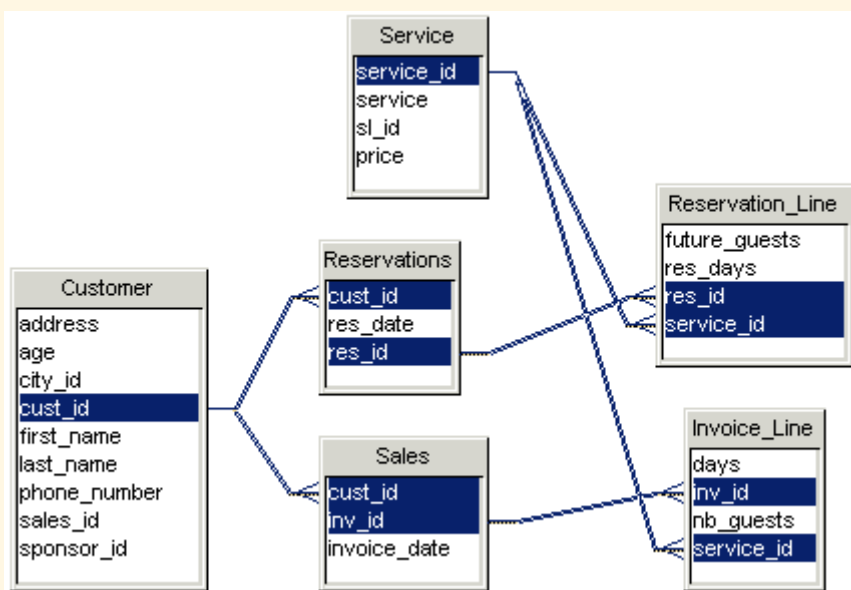 Service
service_id
service
sl_id
price
Reservation_Line
future_guests
res_days
res_id
service_id
Reservations
cust_id
res_date
res_id
Customer
address
age
city_id
cust_id
first_name
last_name
phone_number
sales_id
sponsor_id
Sales
cust_id
inv_id
invoice_date
Invoice_Line
days
inv_id
nb_guests
service_id